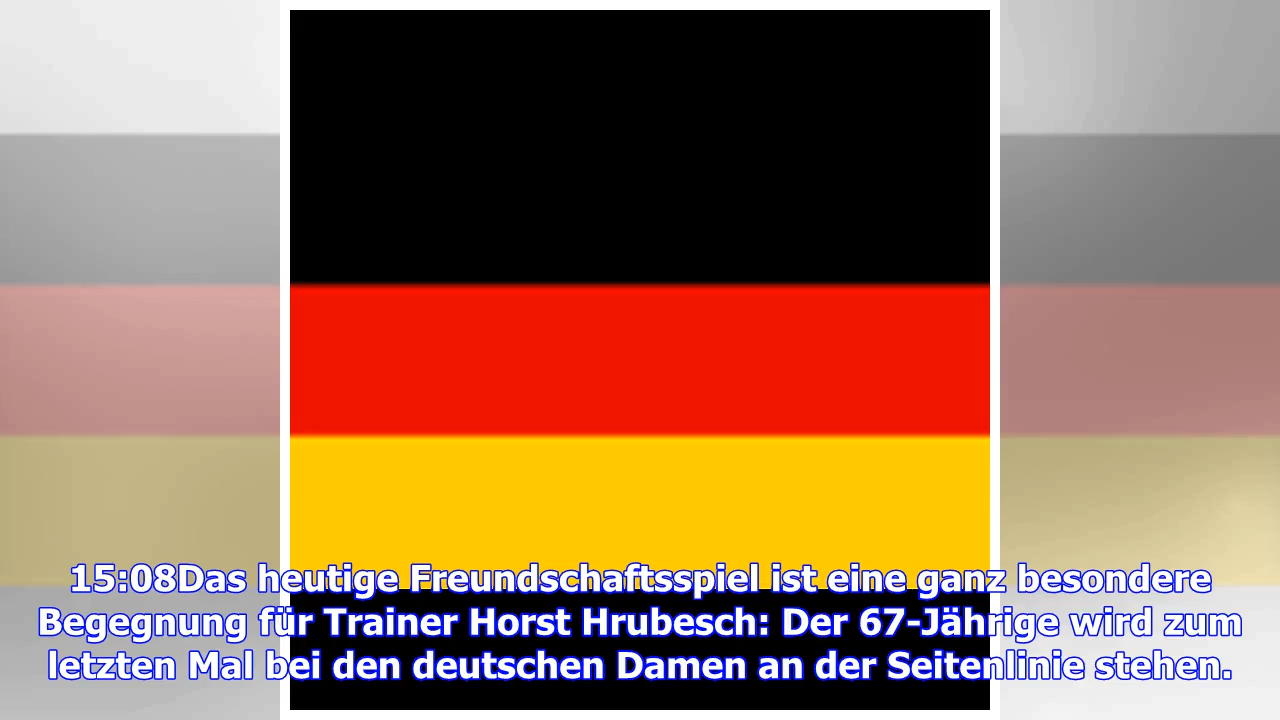 15:08Das heutige Freundschaftsspiel ist eine ganz besondere
Begegnung für Trainer Horst Hrubesch: Der 67-Jährige wird zum
letzten Mal bei den deutschen Damen an der Seitenlinie stehen.